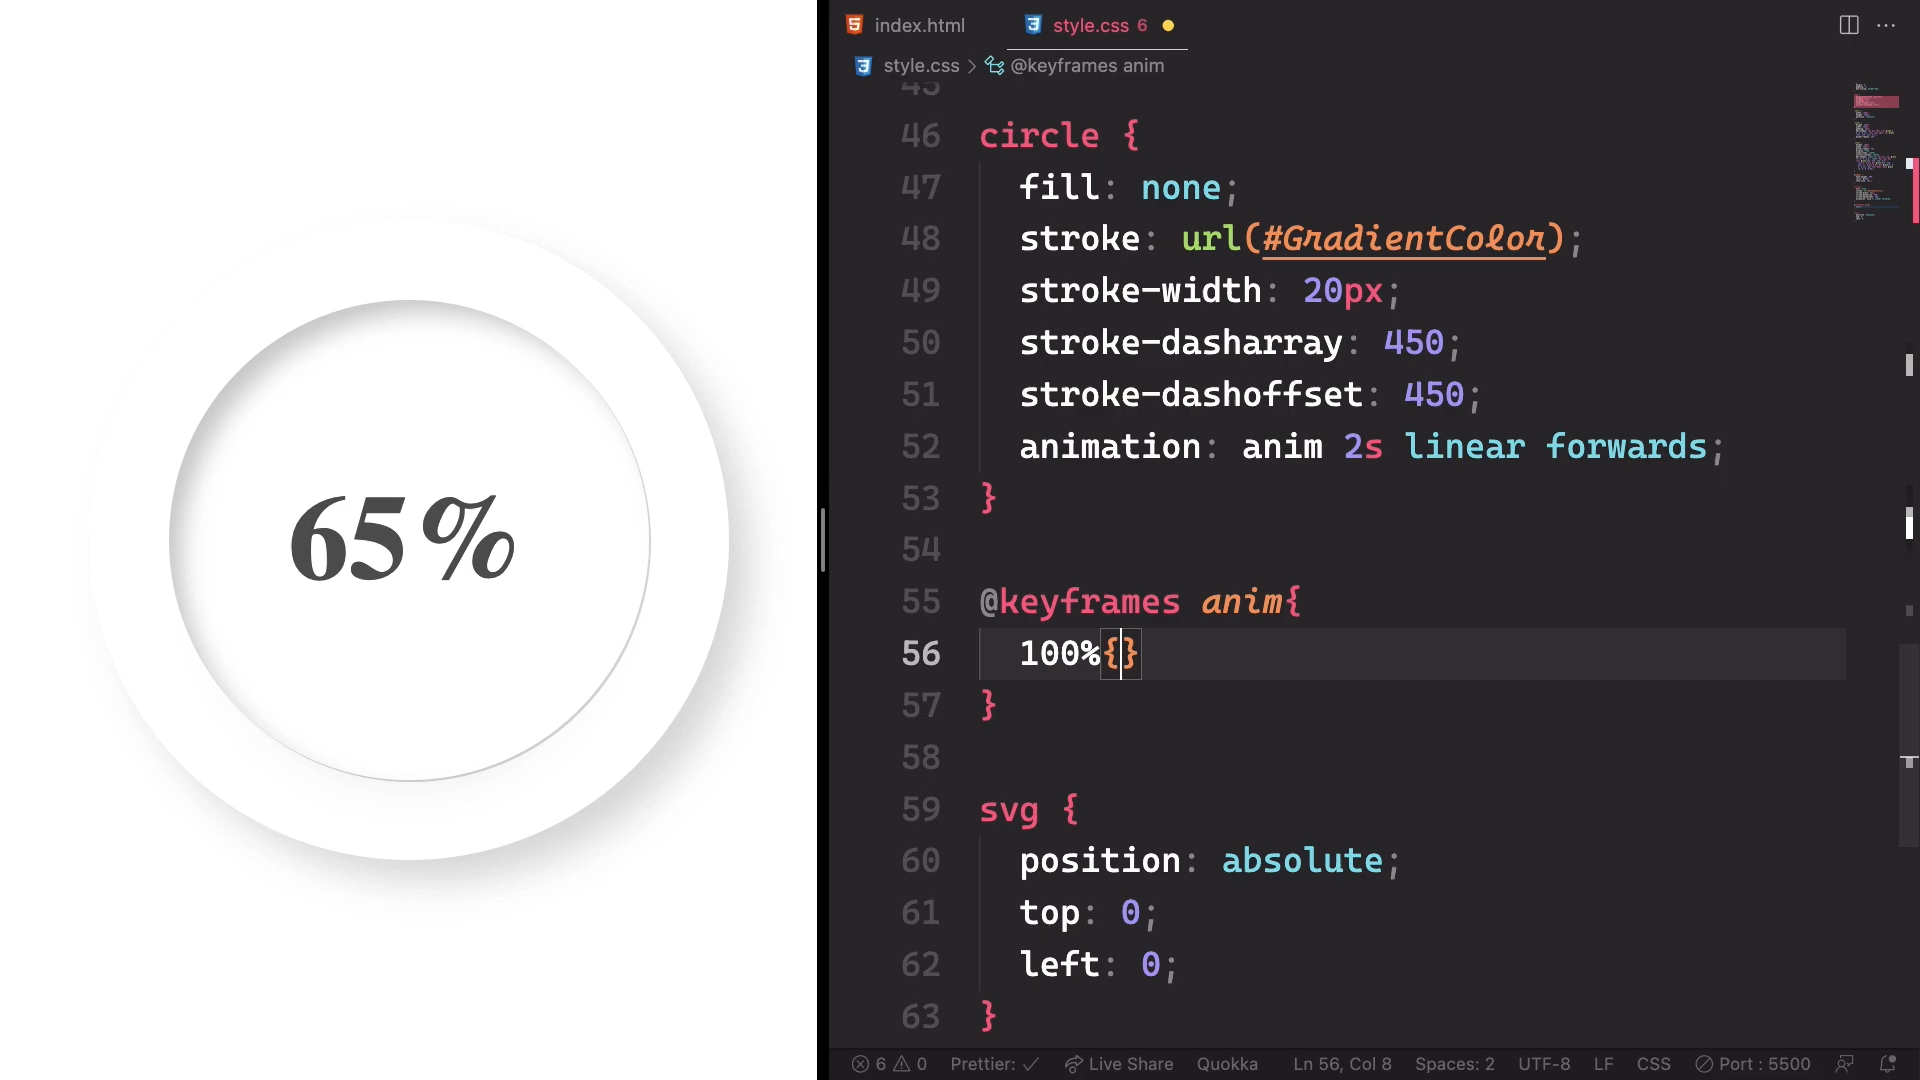 65%
index.html
style.css 6
style.css > @keyframes anim
45
46 circle {
47 fill: none;
48 stroke: url(#GradientColor);
49 stroke-width: 20px;
50 stroke-dasharray: 450;
51 stroke-dashoffset: 450;
52 animation: anim 2s linear forwards;
53 }
54
55 @keyframes anim{
56 100%{}
57 }
58
59 svg {
60 position: absolute;
61 top: 0;
62 left: 0;
63 }
6 0 Prettier: ✓ Live Share Quokka Ln 56, Col 8 Spaces: 2 UTF-8 LF CSS Port : 5500